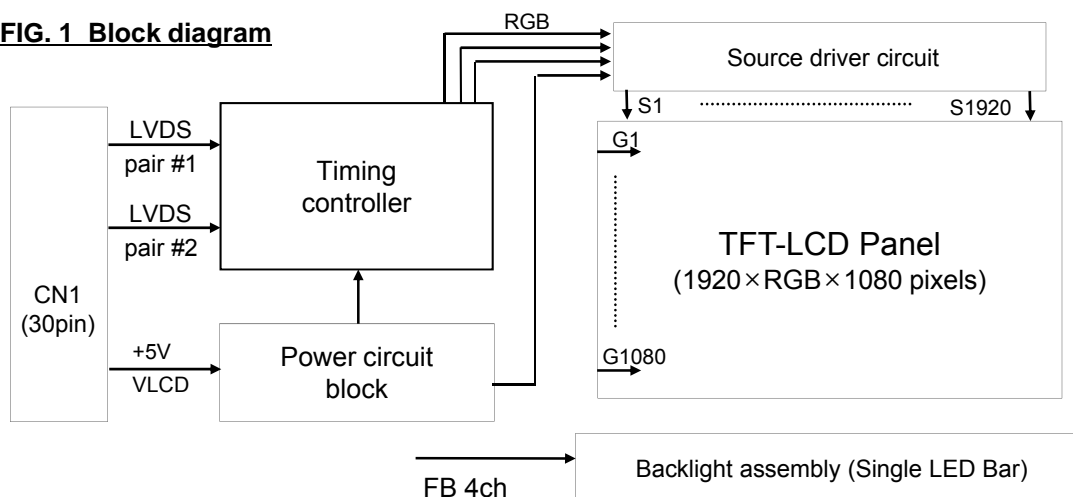 FIG. 1 Block diagram
RGB
Source driver circuit
S1
S1920
CN1
(30pin)
LVDS
pair #1
LVDS
pair #2
+5V
VLCD
Timing
controller
Power circuit
block
G1
G1080
TFT-LCD Panel
(1920×RGB×1080 pixels)
FB 4ch
Backlight assembly (Single LED Bar)